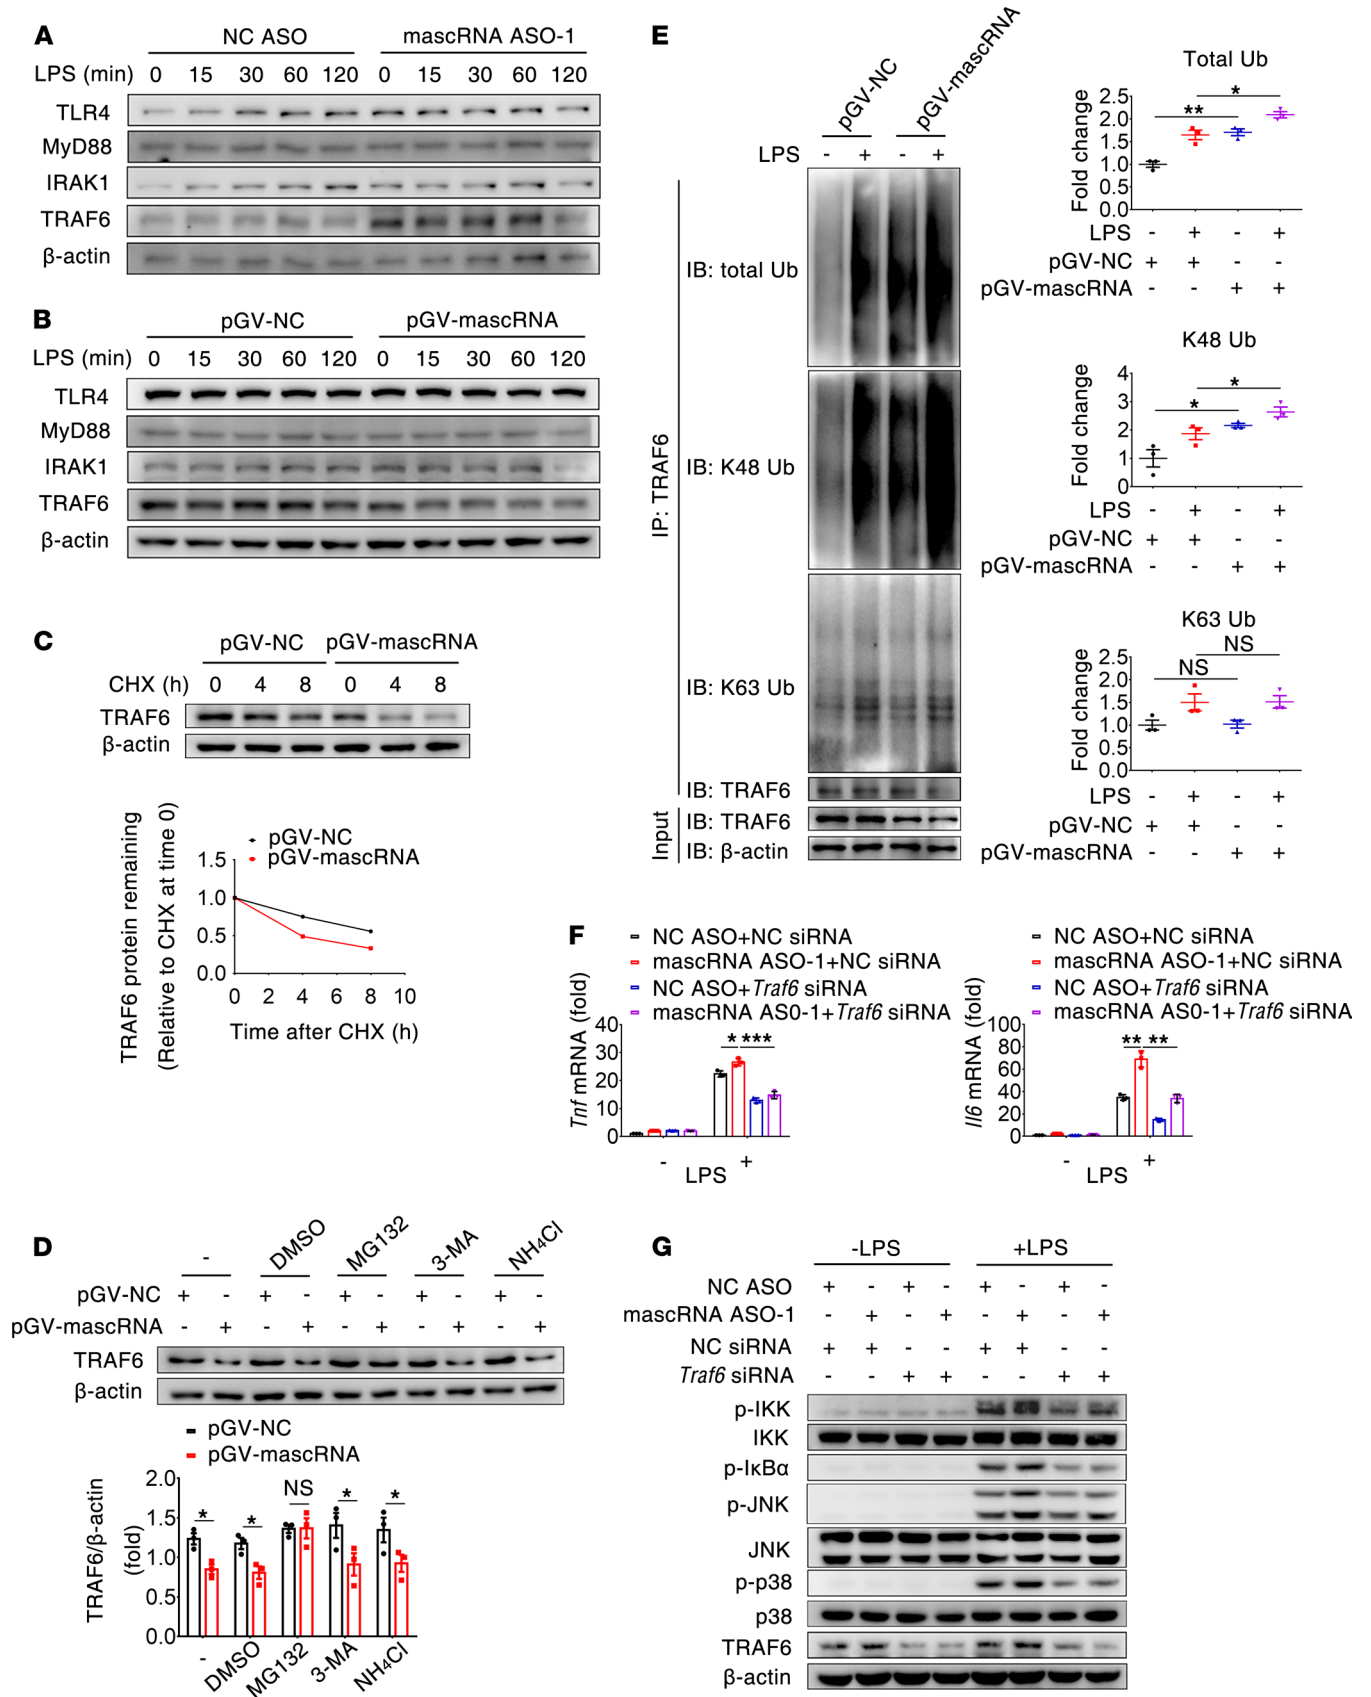 A
NC ASO mascRNA ASO-1
LPS (min) 0 15 30 60 120 0 15 30 60 120
TLR4
MyD88
IRAK1
TRAF6
β-actin
B
pGV-NC pGV-mascRNA
LPS (min) 0 15 30 60 120 0 15 30 60 120
TLR4
MyD88
IRAK1
TRAF6
β-actin
C
pGV-NC pGV-mascRNA
CHX (h) 0 4 8 0 4 8
TRAF6
β-actin
TRAF6 protein remaining
(Relative to CHX at time 0)
pGV-NC
pGV-mascRNA
1.5
1.0
0.5
0.0
0 2 4 6 8 10
Time after CHX (h)
D
- DMSO MG132 3-MA NH4Cl
pGV-NC + - + - + - + - + -
pGV-mascRNA - + - + - + - + - +
TRAF6
β-actin
pGV-NC
pGV-mascRNA
TRAF6/β-actin
(fold)
2.0
1.5
1.0
0.5
0.0
* * NS * *
- DMSO MG132 3-MA NH4Cl
E
pGV-NC pGV-mascRNA
LPS - + - +
IP: TRAF6
IB: total Ub
IB: K48 Ub
IB: K63 Ub
IB: TRAF6
Input
IB: TRAF6
IB: β-actin
Total Ub
Fold change
2.5
2.0
1.5
1.0
0.5
0.0
** *
LPS - + - +
pGV-NC + + - -
pGV-mascRNA - - + +
K48 Ub
Fold change
4
3
2
1
0
* *
LPS - + - +
pGV-NC + + - -
pGV-mascRNA - - + +
K63 Ub
Fold change
2.5
2.0
1.5
1.0
0.5
0.0
NS NS
LPS - + - +
pGV-NC + + - -
pGV-mascRNA - - + +
F
NC ASO+NC siRNA
mascRNA ASO-1+NC siRNA
NC ASO+Traf6 siRNA
mascRNA AS0-1+Traf6 siRNA
Tnf mRNA (fold)
40
30
20
10
0
* ***
- +
LPS
NC ASO+NC siRNA
mascRNA ASO-1+NC siRNA
NC ASO+Traf6 siRNA
mascRNA AS0-1+Traf6 siRNA
Il6 mRNA (fold)
100
80
60
40
20
0
** **
- +
LPS
G
-LPS +LPS
NC ASO + - + - + - + -
mascRNA ASO-1 - + - + - + - +
NC siRNA + + - - + + - -
Traf6 siRNA - - + + - - + +
p-IKK
IKK
p-IκBα
p-JNK
JNK
p-p38
p38
TRAF6
β-actin